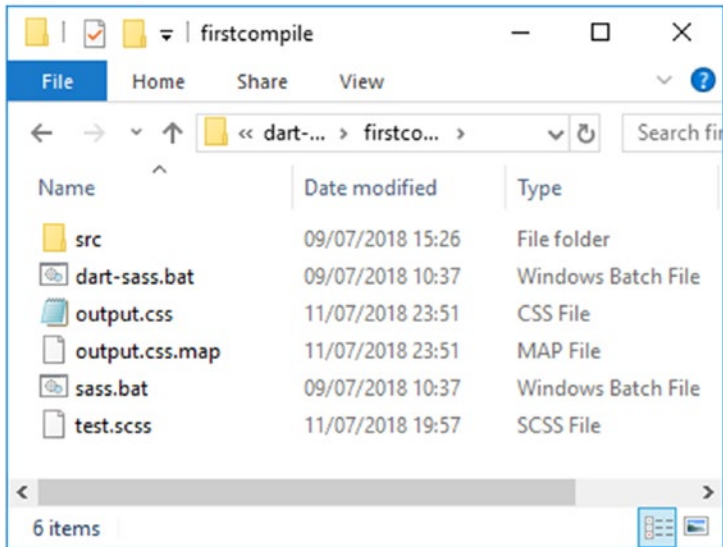 firstcompile
File Home Share View
« dart-... › firstco... › Search fir
Name Date modified Type
src 09/07/2018 15:26 File folder
dart-sass.bat 09/07/2018 10:37 Windows Batch File
output.css 11/07/2018 23:51 CSS File
output.css.map 11/07/2018 23:51 MAP File
sass.bat 09/07/2018 10:37 Windows Batch File
test.scss 11/07/2018 19:57 SCSS File
6 items